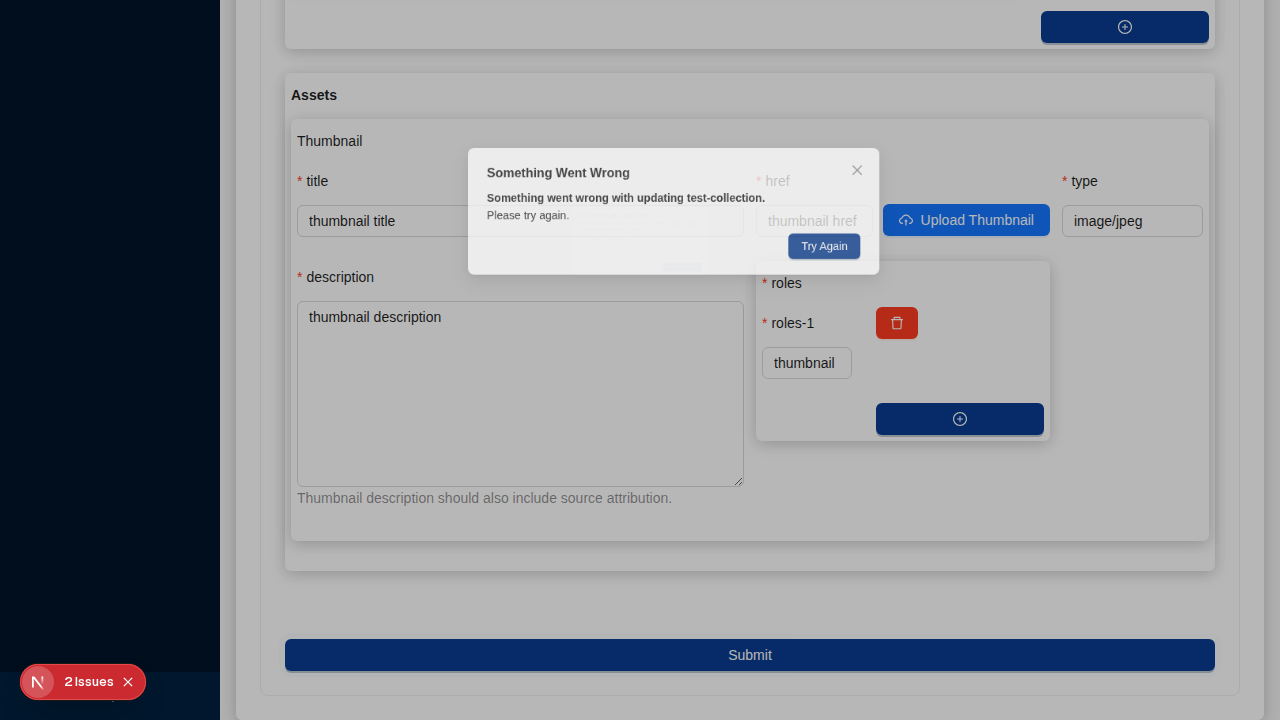 Assets
Thumbnail
* title
* href
* type
thumbnail title
thumbnail href
Upload Thumbnail
image/jpeg
Something Went Wrong
Something went wrong with updating test-collection.
Please try again.
Try Again
* description
thumbnail description
* roles
* roles-1
thumbnail
Thumbnail description should also include source attribution.
Submit
2 Issues